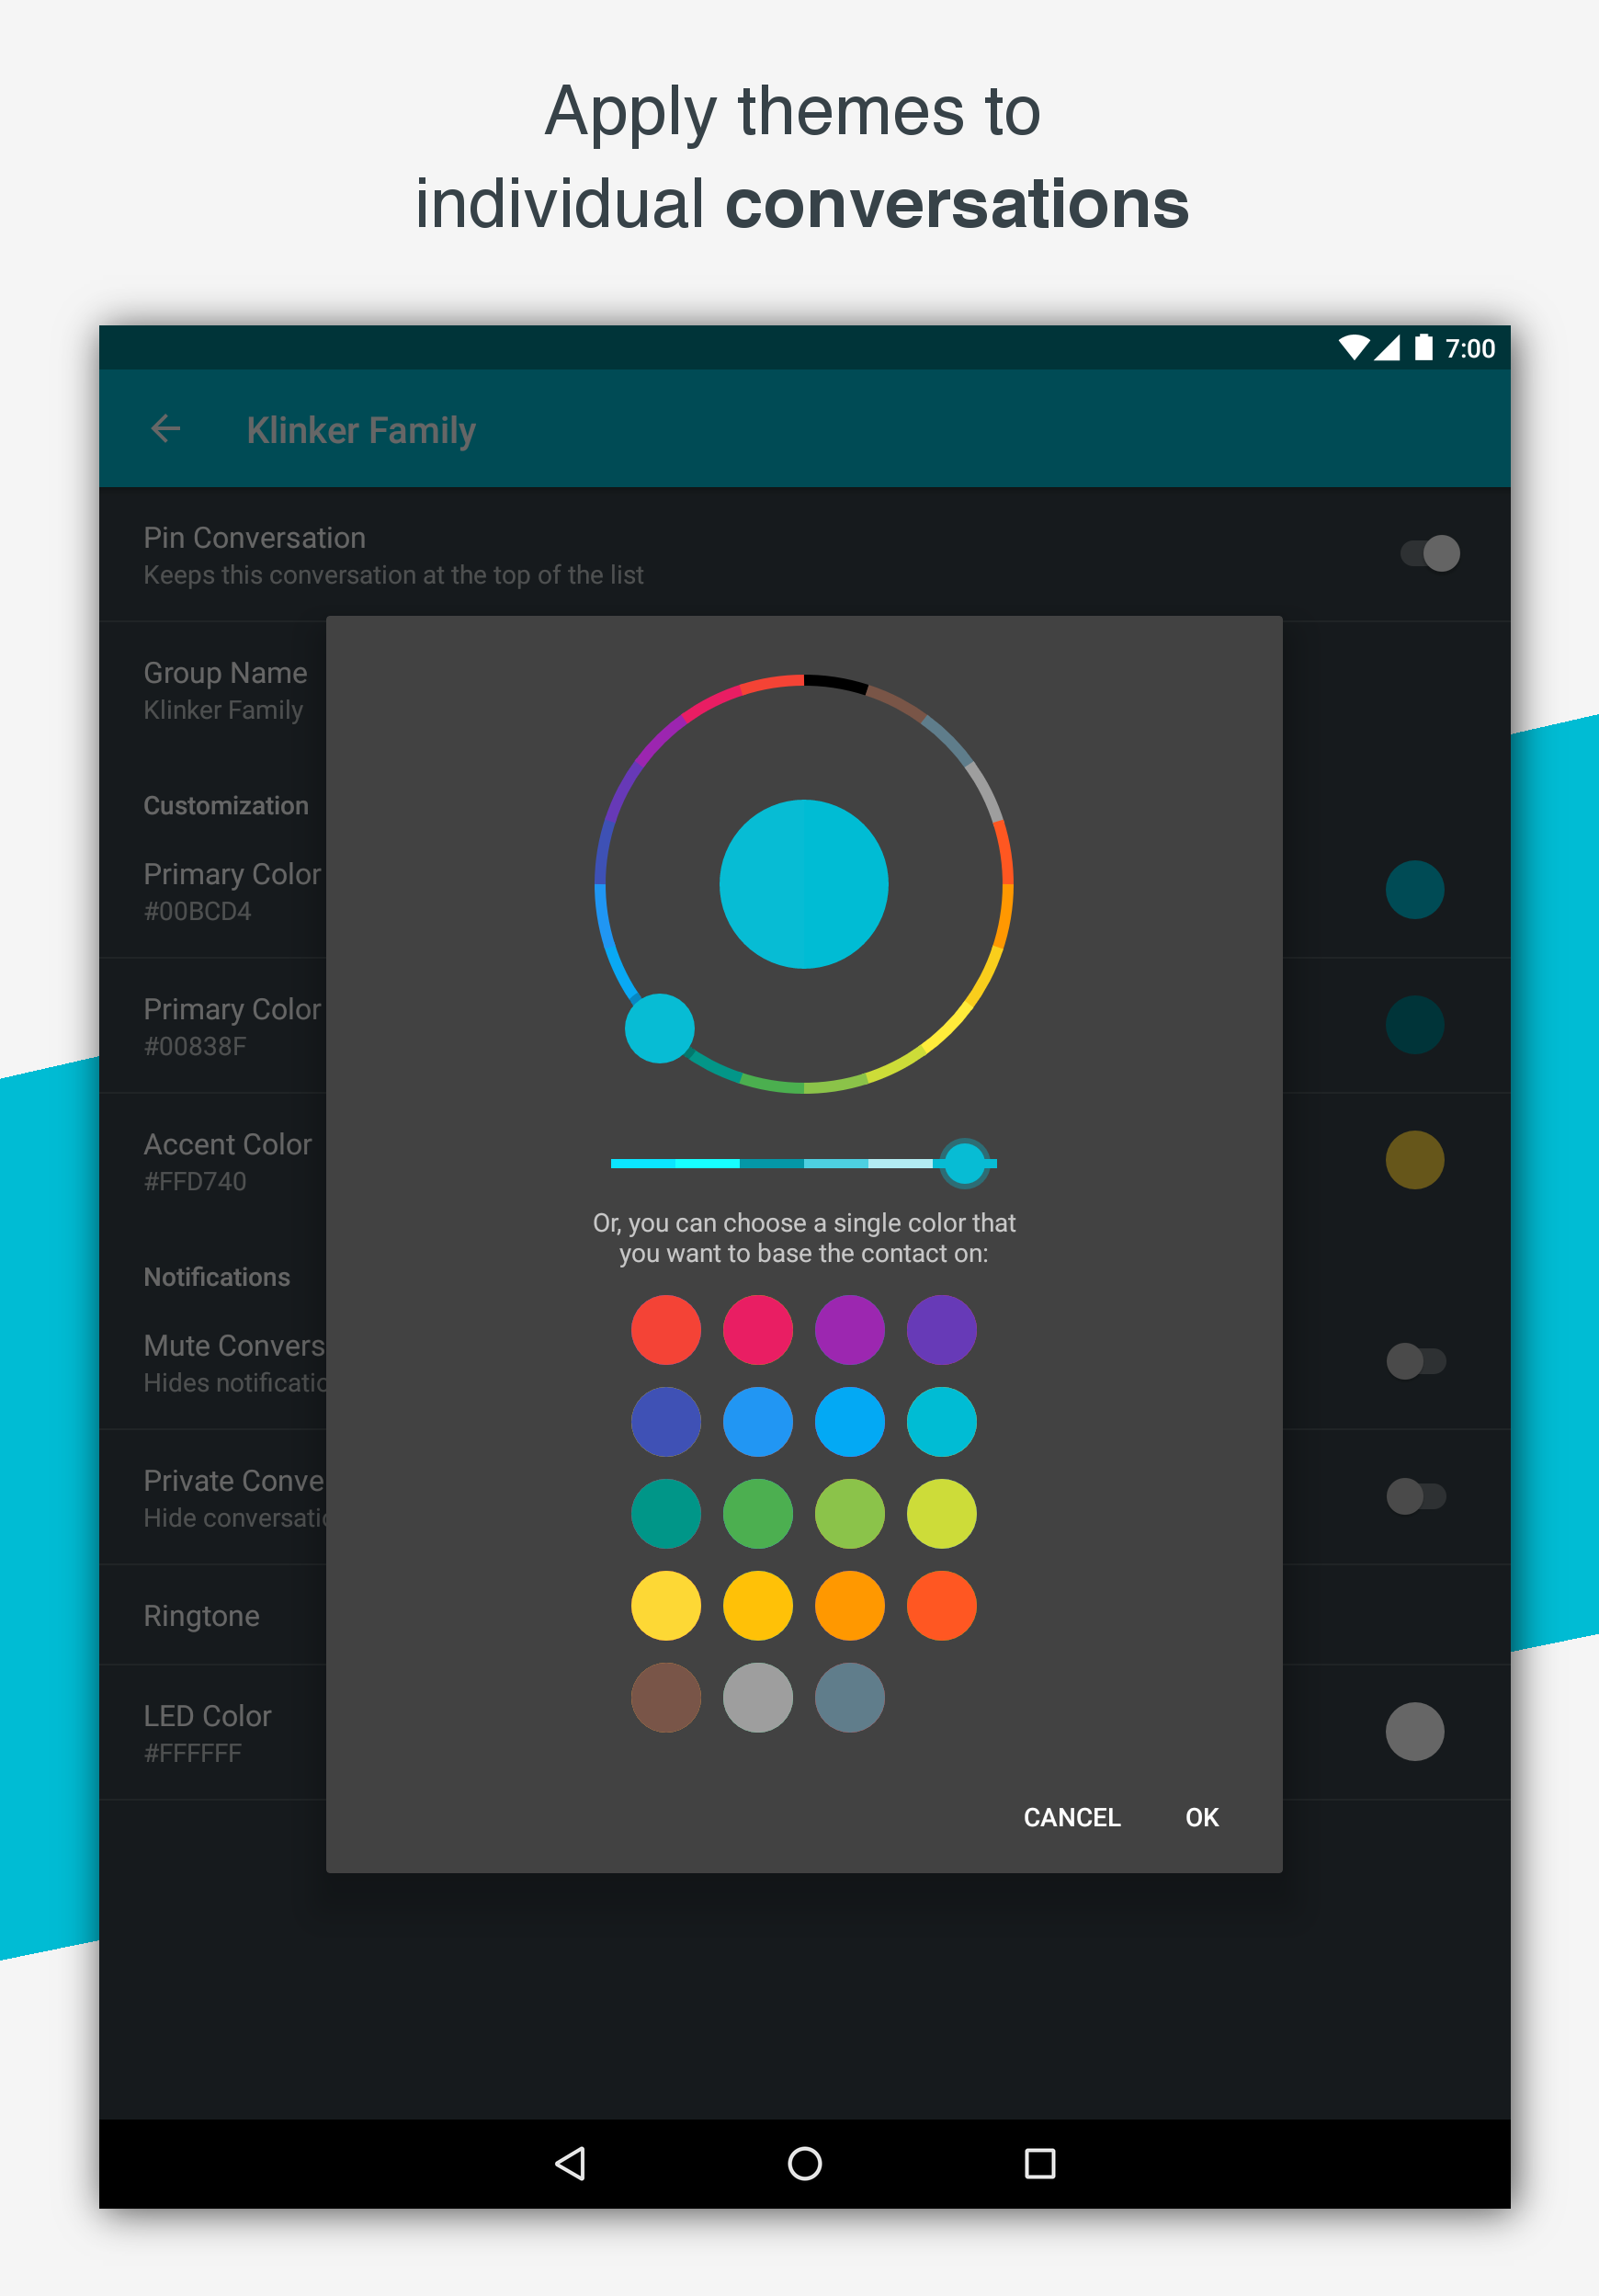 Apply themes to
individual conversations
7:00
Klinker Family
Pin Conversation
Keeps this conversation at the top of the list
Group Name
Klinker Family
Customization
Primary Color
#00BCD4
Primary Color
#00838F
Accent Color
#FFD740
Or, you can choose a single color that
you want to base the contact on:
Notifications
Mute Convers
Hides notificatio
Private Conve
Hide conversatio
Ringtone
LED Color
#FFFFFF
CANCEL OK